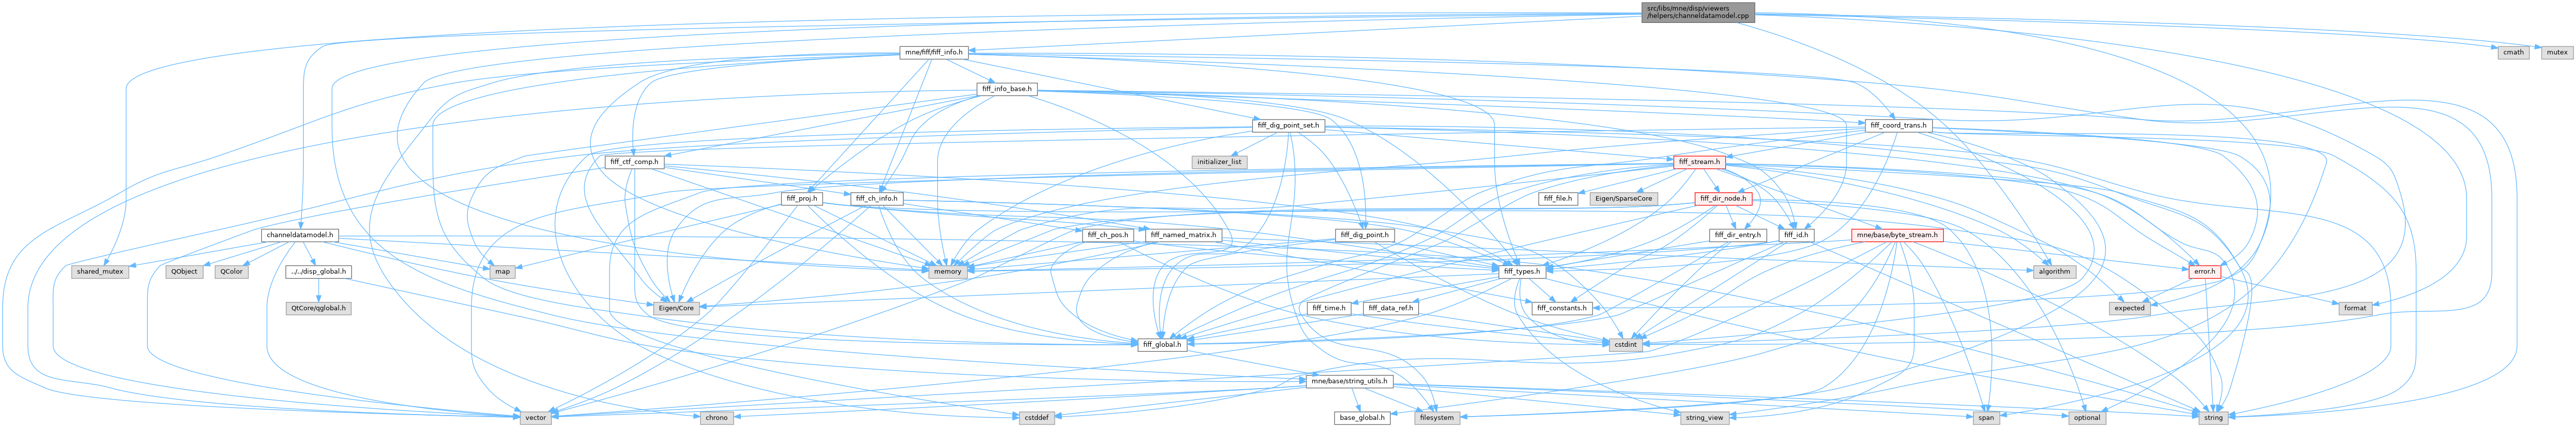 src/libs/mne/disp/viewers
/helpers/channeldatamodel.cpp
mne/fiff/fiff_info.h
cmath
mutex
fiff_info_base.h
fiff_dig_point_set.h
fiff_coord_trans.h
fiff_ctf_comp.h
initializer_list
fiff_stream.h
fiff_proj.h
fiff_ch_info.h
fiff_file.h
Eigen/SparseCore
fiff_dir_node.h
channeldatamodel.h
fiff_ch_pos.h
fiff_named_matrix.h
fiff_dig_point.h
fiff_dir_entry.h
fiff_id.h
mne/base/byte_stream.h
shared_mutex
QObject
QColor
../../disp_global.h
map
memory
fiff_types.h
algorithm
error.h
QtCore/qglobal.h
Eigen/Core
fiff_time.h
fiff_data_ref.h
fiff_constants.h
expected
format
fiff_global.h
cstdint
mne/base/string_utils.h
vector
chrono
cstddef
base_global.h
filesystem
string_view
span
optional
string